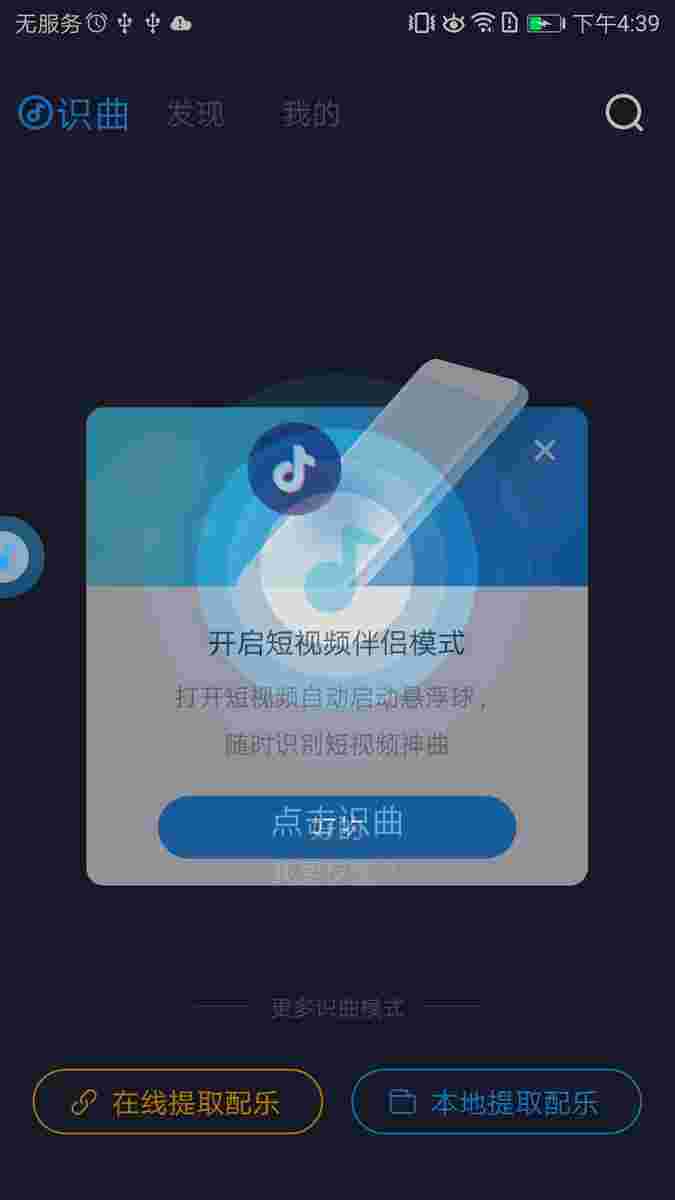 无服务
下午4:39
识曲
发现
我的
开启短视频伴侣模式
打开短视频自动启动悬浮球，
随时识别短视频神曲
点击识曲
好的
更多识曲模式
在线提取配乐
本地提取配乐